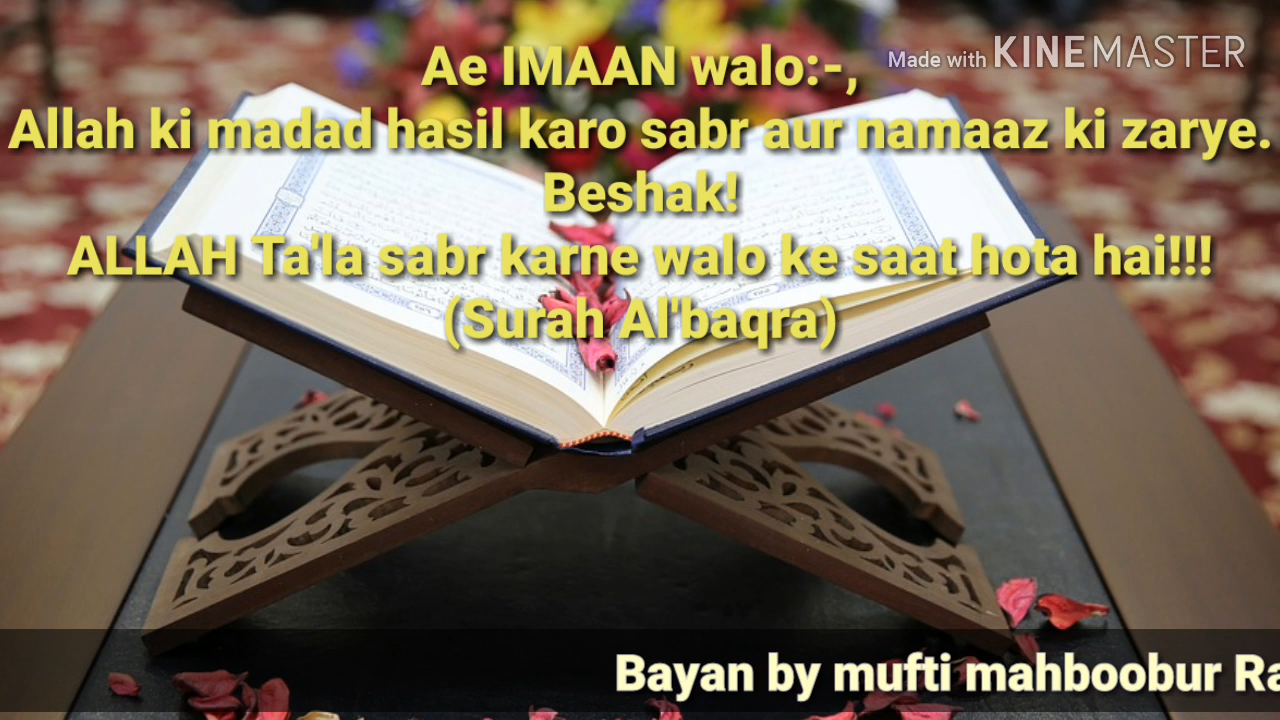 Made with KINEMASTER
Ae IMAAN walo:-,
Allah ki madad hasil karo sabr aur namaaz ki zarye.
Beshak!
ALLAH Ta'la sabr karne walo ke saat hota hai!!!
(Surah Al'baqra)
Bayan by mufti mahboobur Ra